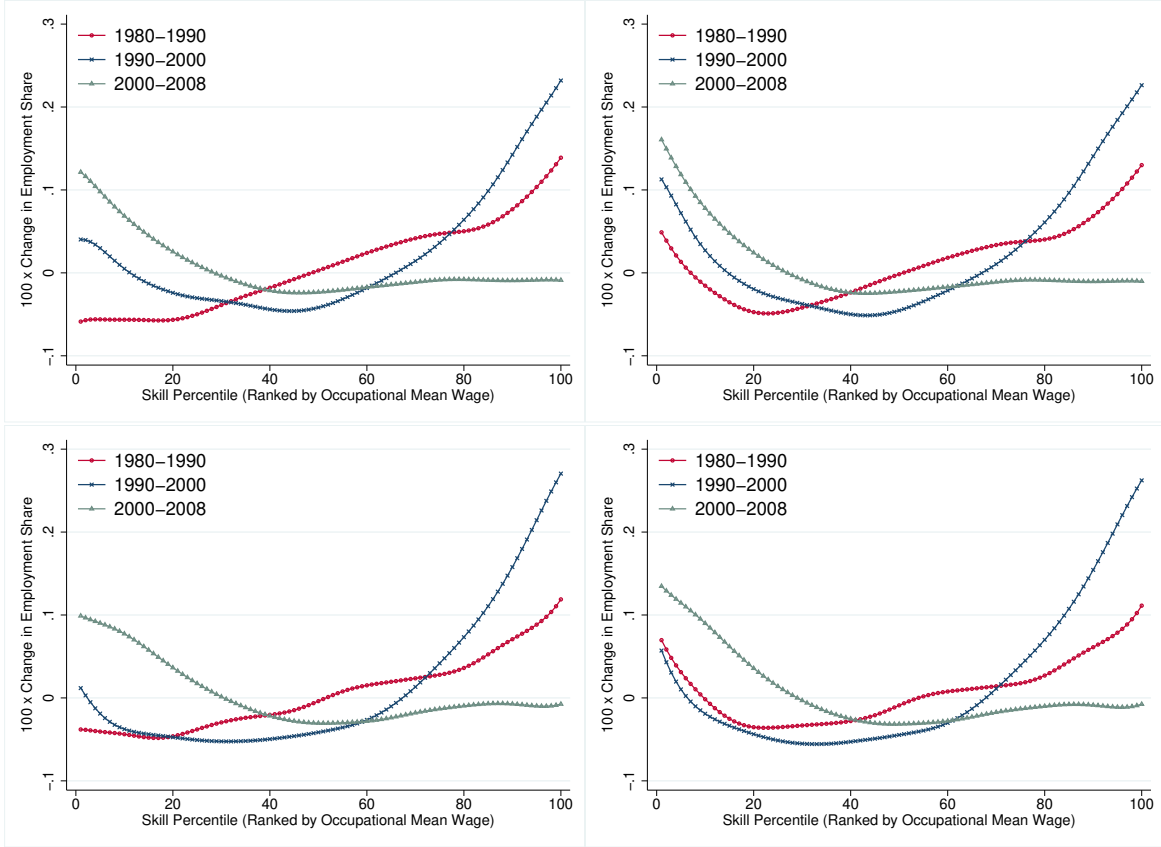 .3
.2
.1
0
-.1
100 x Change in Employment Share
1980-1990
1990-2000
2000-2008
0 20 40 60 80 100
Skill Percentile (Ranked by Occupational Mean Wage)
.3
.2
.1
0
-.1
100 x Change in Employment Share
1980-1990
1990-2000
2000-2008
0 20 40 60 80 100
Skill Percentile (Ranked by Occupational Mean Wage)
.3
.2
.1
0
-.1
100 x Change in Employment Share
1980-1990
1990-2000
2000-2008
0 20 40 60 80 100
Skill Percentile (Ranked by Occupational Mean Wage)
.3
.2
.1
0
-.1
100 x Change in Employment Share
1980-1990
1990-2000
2000-2008
0 20 40 60 80 100
Skill Percentile (Ranked by Occupational Mean Wage)